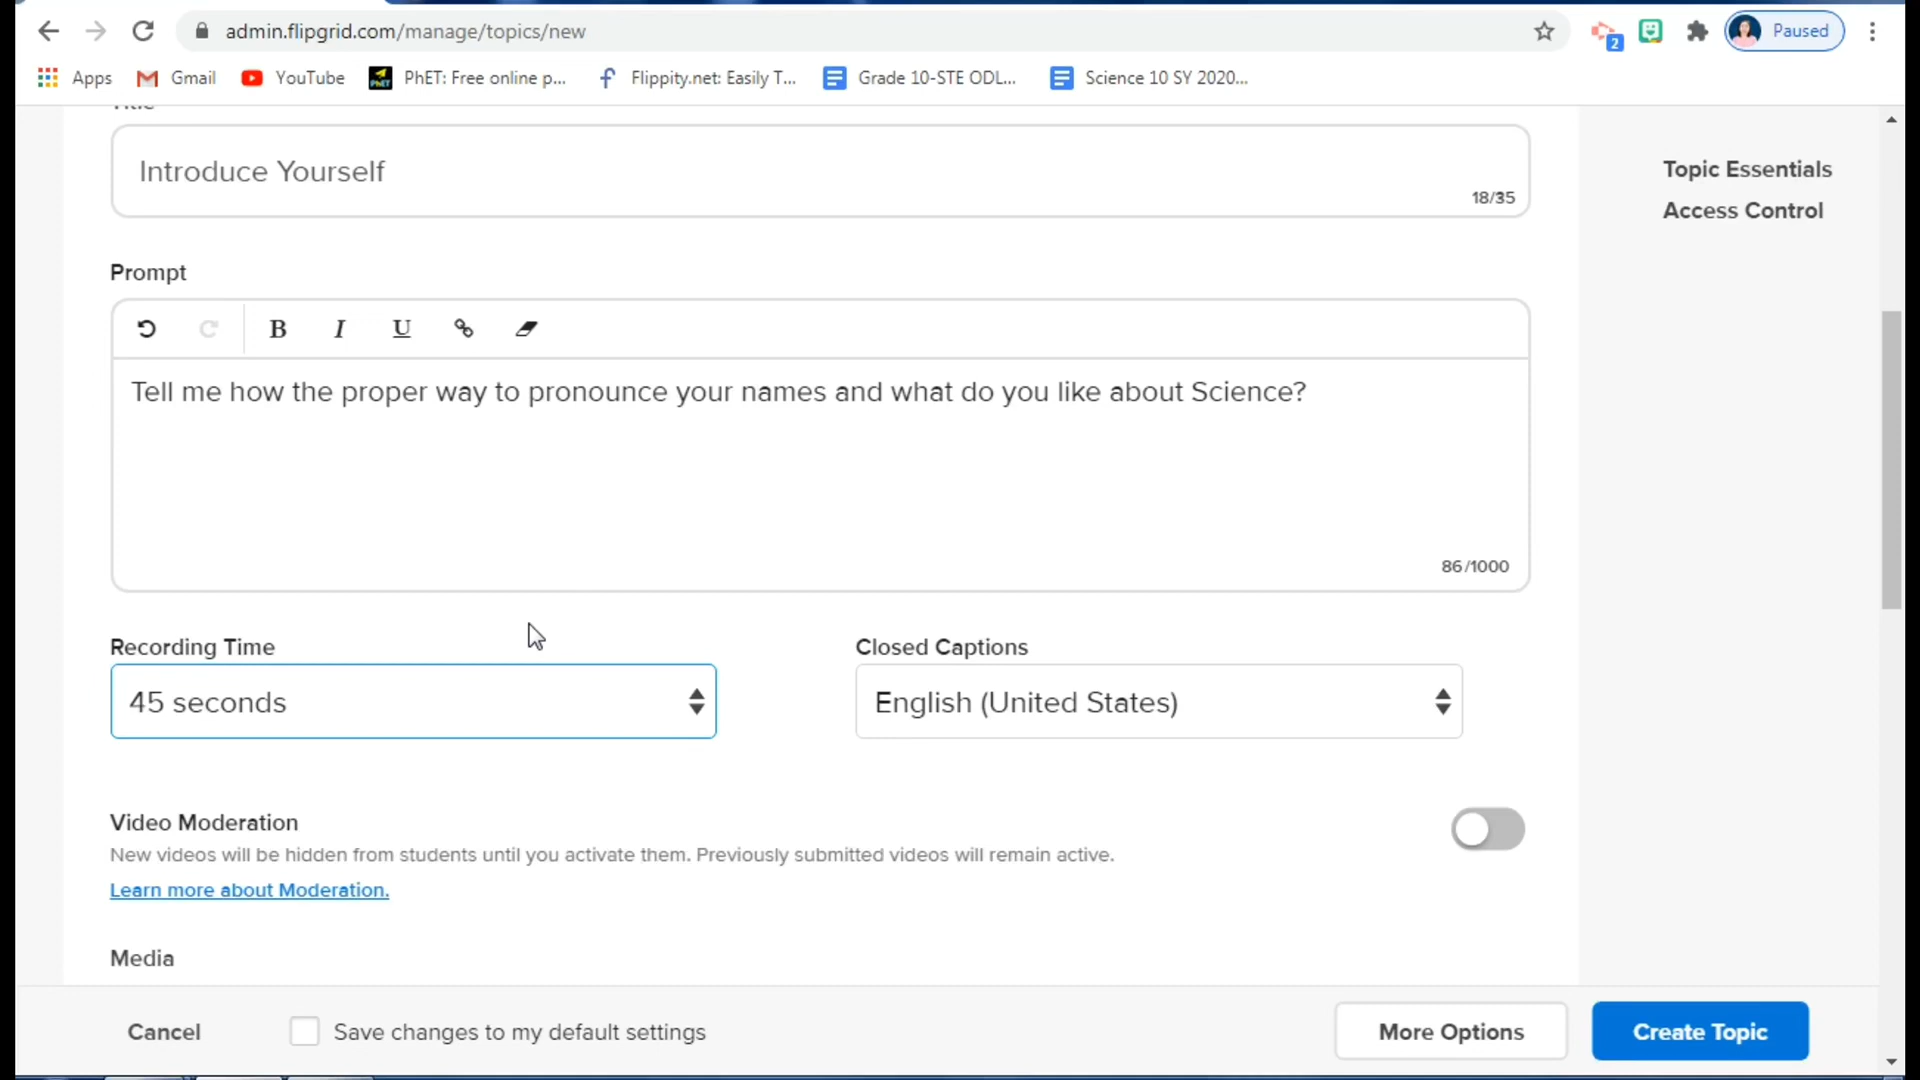 admin.flipgrid.com/manage/topics/new
2
Paused
Apps
Gmail
YouTube
PhET: Free online p...
Flippity.net: Easily T...
Grade 10-STE ODL...
Science 10 SY 2020...
Title
Introduce Yourself
18/35
Topic Essentials
Access Control
Prompt
B I U
Tell me how the proper way to pronounce your names and what do you like about Science?
86/1000
Recording Time
Closed Captions
45 seconds
English (United States)
Video Moderation
New videos will be hidden from students until you activate them. Previously submitted videos will remain active.
Learn more about Moderation.
Media
Cancel
Save changes to my default settings
More Options
Create Topic